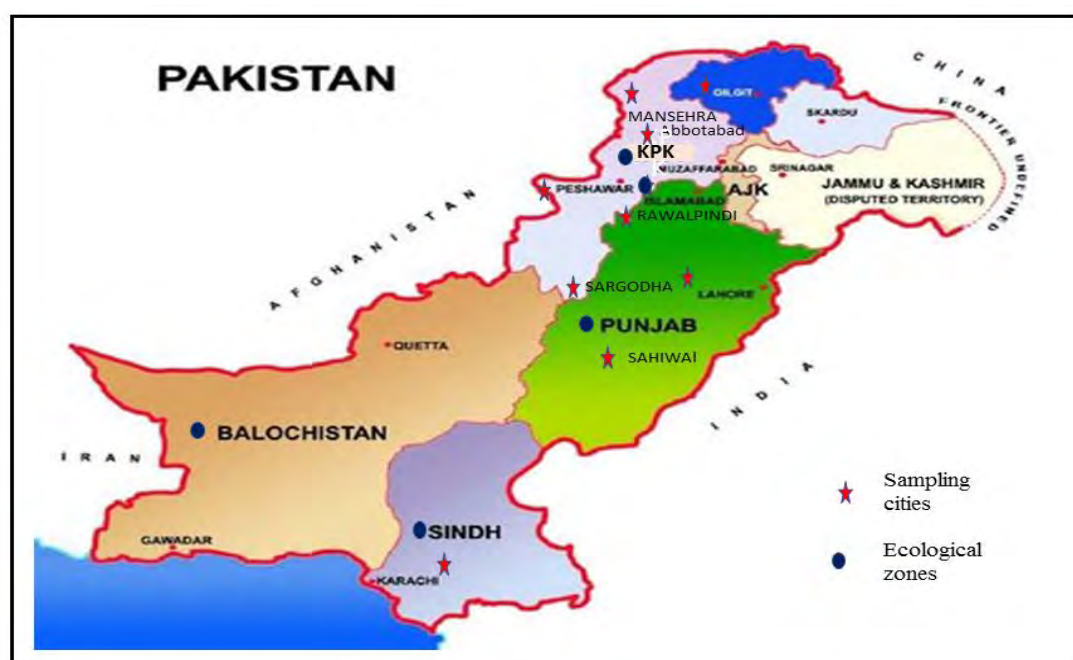 PAKISTAN
CHINA
FRONTIER UNDEFINED
GILGIT
SKARDU
MANSEHRA
Abbotabad
KPK
MUZAFFARABAD
SRINAGAR
PESHAWAR
AJK
JAMMU & KASHMIR
(DISPUTED TERRITORY)
ISLAMABAD
RAWALPINDI
AFGHANISTAN
SARGODHA
LAHORE
PUNJAB
QUETTA
SAHIWAl
INDIA
BALOCHISTAN
IRAN
Sampling
cities
SINDH
GAWADAR
Ecological
zones
KARACHI